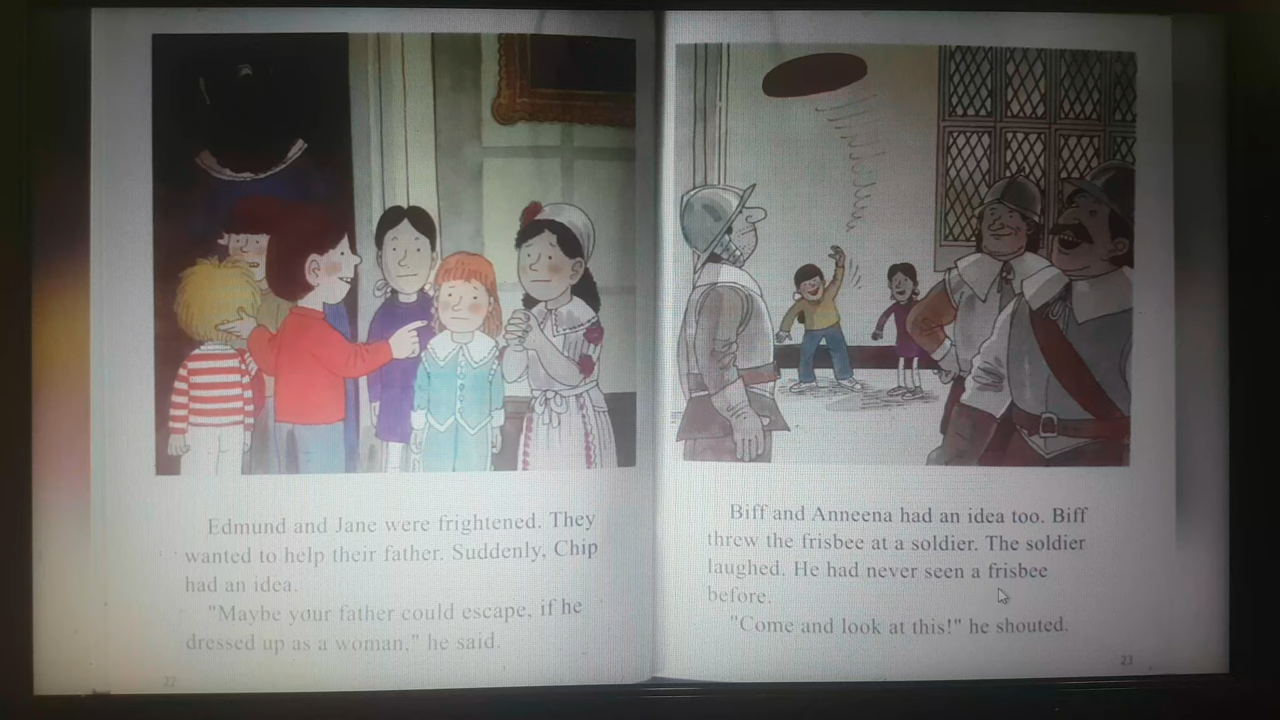 Edmund and Jane were frightened. They
wanted to help their father. Suddenly, Chip
had an idea.
"Maybe your father could escape, if he
dressed up as a woman," he said.
22
Biff and Anneena had an idea too. Biff
threw the frisbee at a soldier. The soldier
laughed. He had never seen a frisbee
before.
"Come and look at this!" he shouted.
23